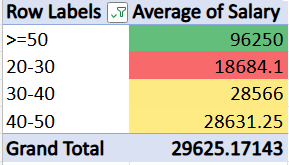 Row Labels Average of Salary
>=50 96250
20-30 18684.1
30-40 28566
40-50 28631.25
Grand Total 29625.17143